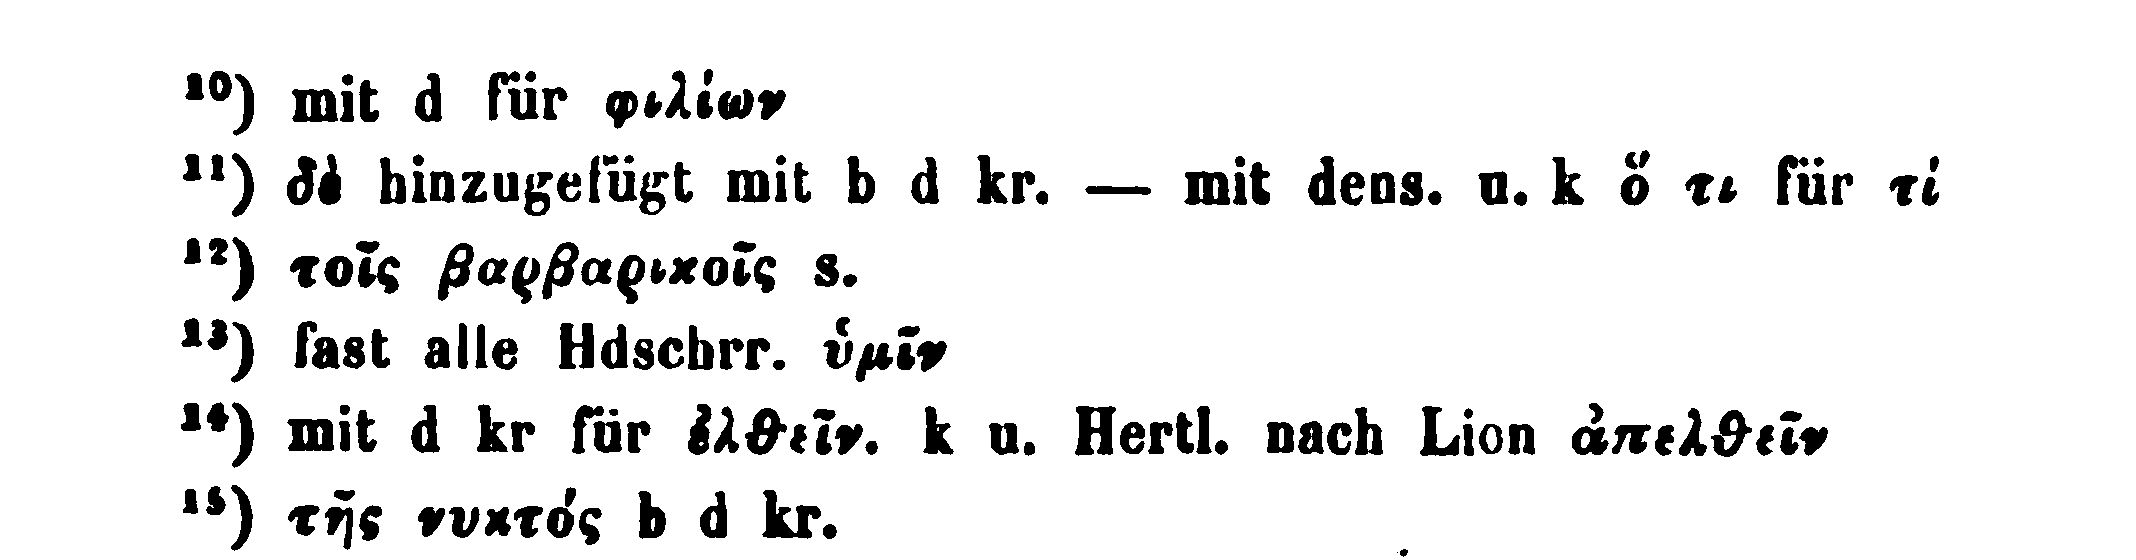 ¹⁰) mit d für φιλίων
¹¹) δὲ hinzugefügt mit b d kr. — mit dens. u. k ὅ τι für τί
¹²) τοῖς βαρβαρικοῖς s.
¹³) fast alle Hdschrr. ὑμῖν
¹⁴) mit d kr für ἐλθεῖν. k u. Hertl. nach Lion ἀπελθεῖν
¹⁵) τῆς νυκτός b d kr.